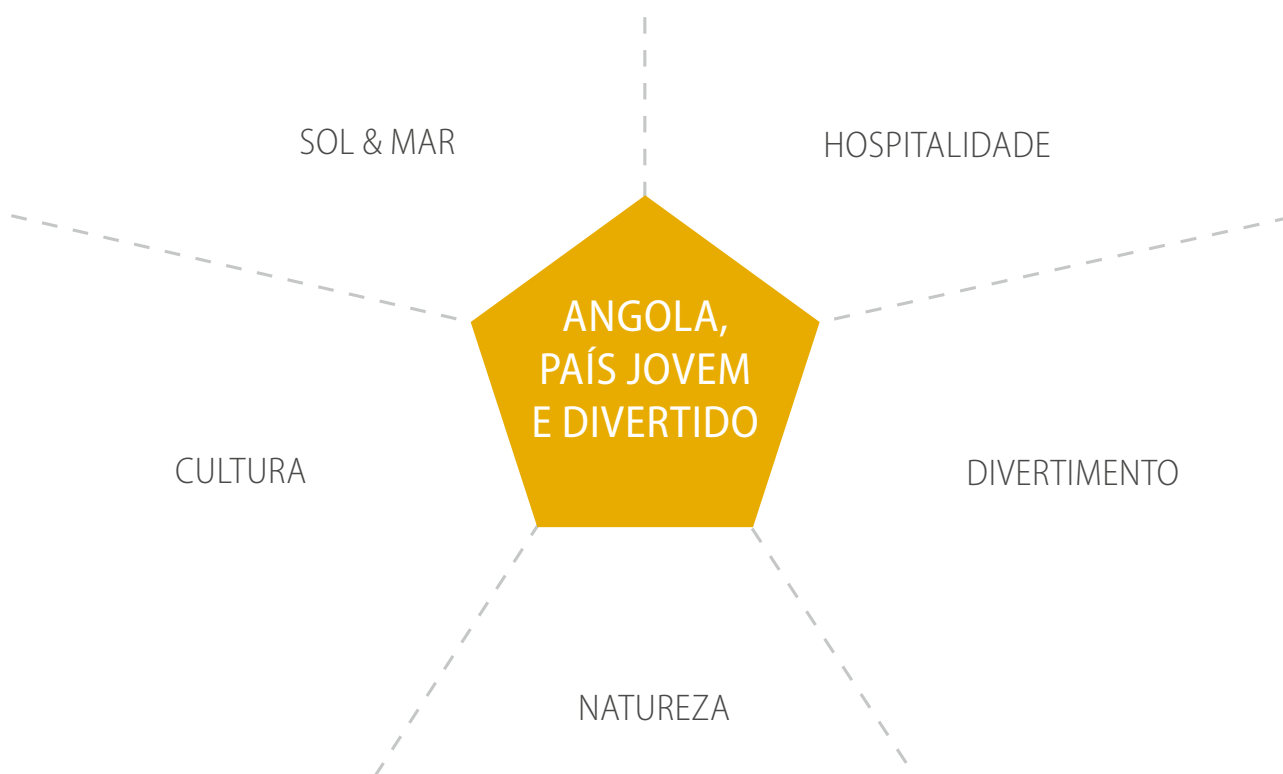 SOL & MAR
HOSPITALIDADE
ANGOLA,
PAÍS JOVEM
E DIVERTIDO
CULTURA
DIVERTIMENTO
NATUREZA